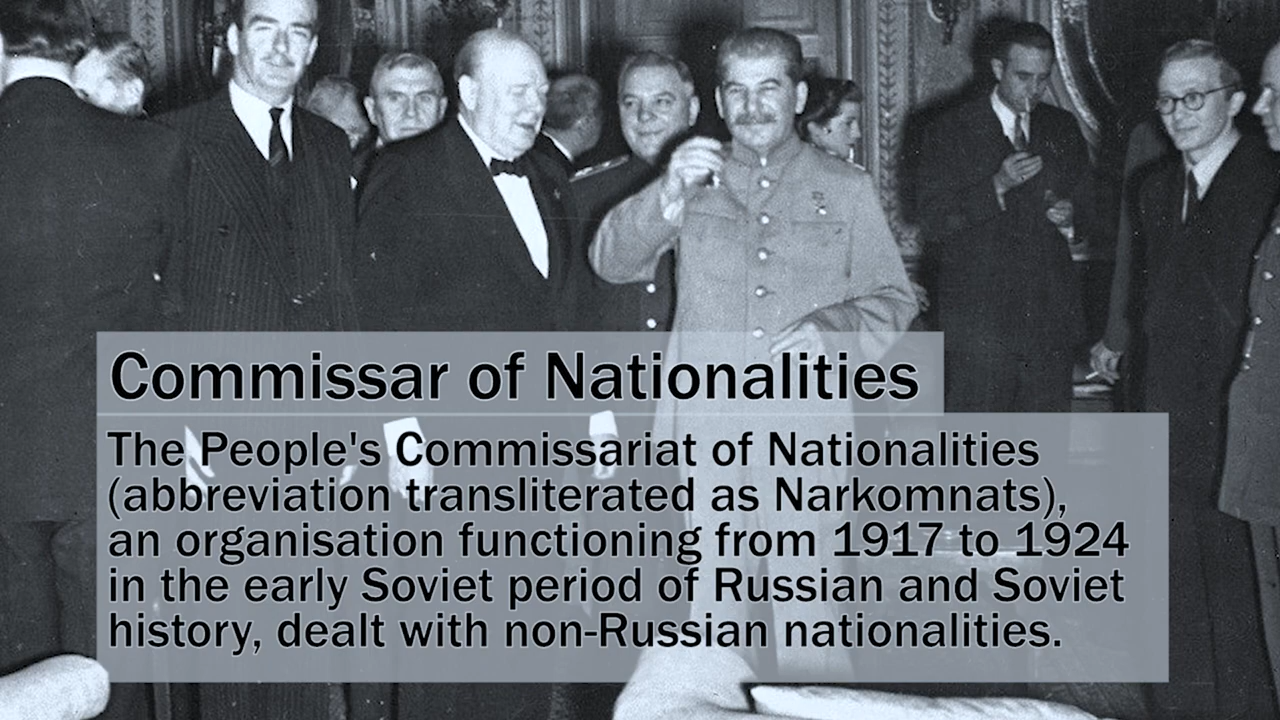 Commissar of Nationalities
The People's Commissariat of Nationalities
(abbreviation transliterated as Narkomnats),
an organisation functioning from 1917 to 1924
in the early Soviet period of Russian and Soviet
history, dealt with non-Russian nationalities.